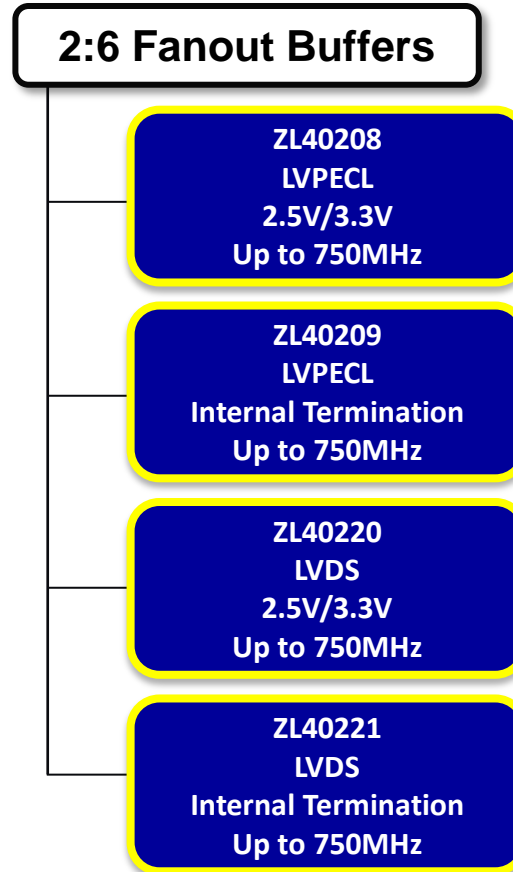 2:6 Fanout Buffers
ZL40208
LVPECL
2.5V/3.3V
Up to 750MHz
ZL40209
LVPECL
Internal Termination
Up to 750MHz
ZL40220
LVDS
2.5V/3.3V
Up to 750MHz
ZL40221
LVDS
Internal Termination
Up to 750MHz